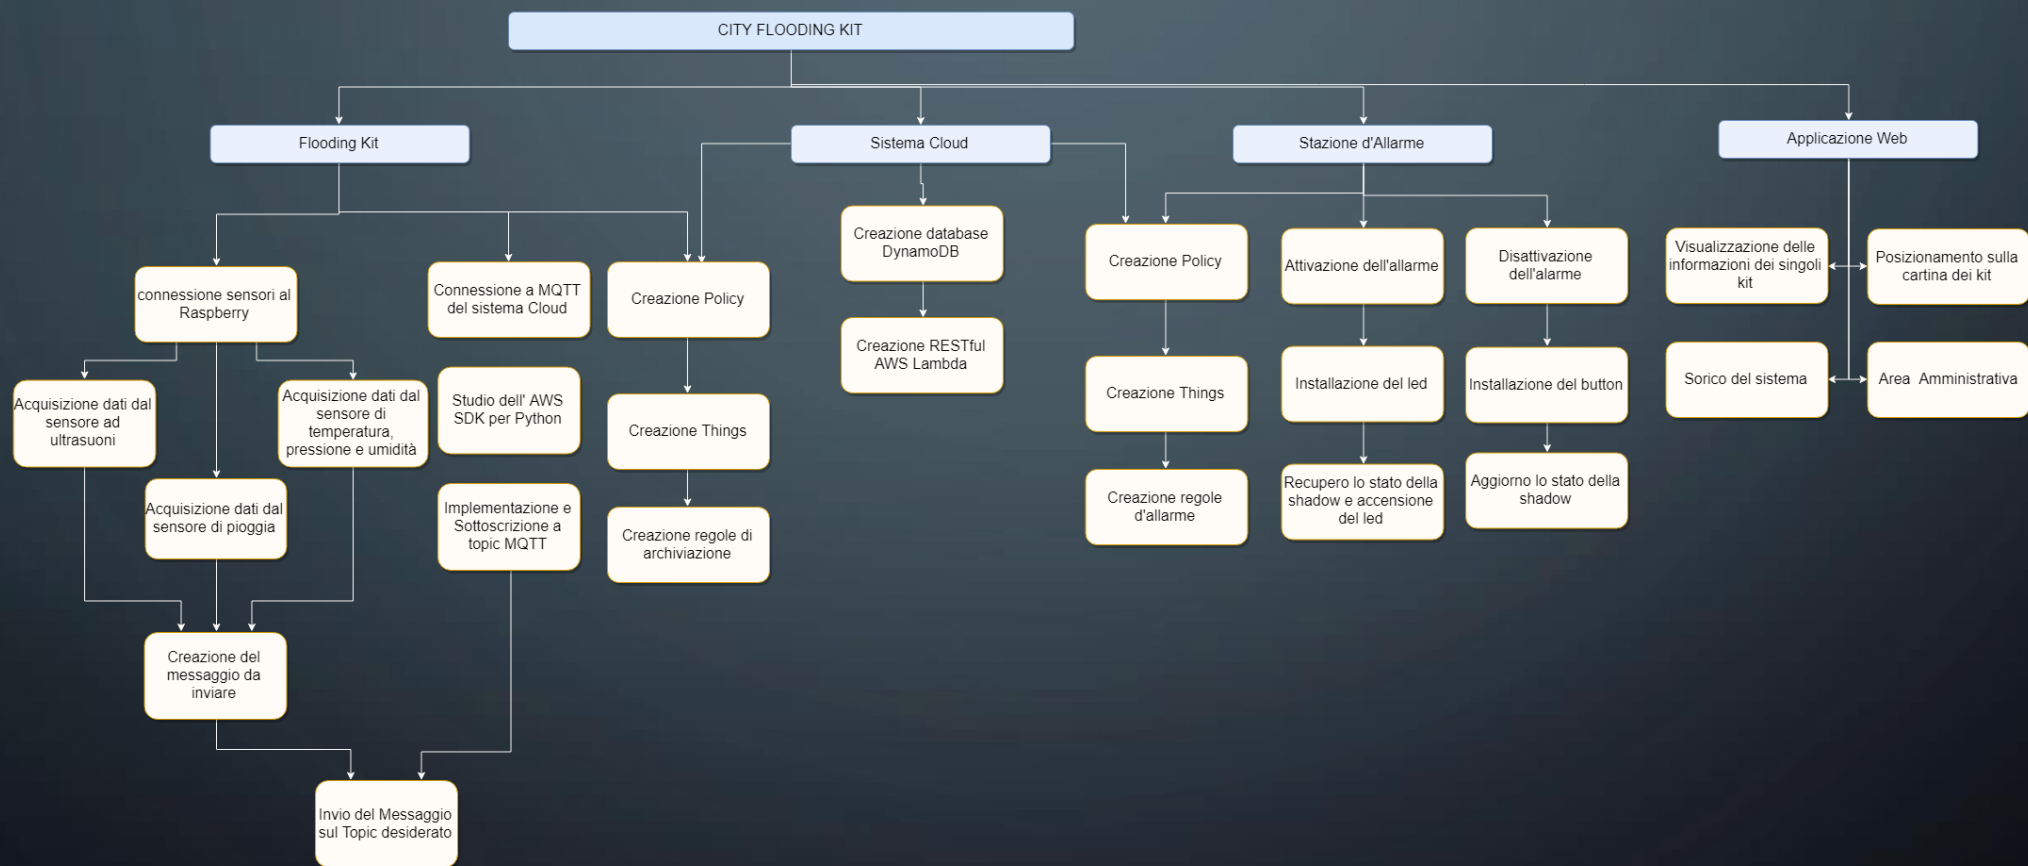 CITY FLOODING KIT
Flooding Kit
Sistema Cloud
Stazione d'Allarme
Applicazione Web
connessione sensori al
Raspberry
Acquisizione dati dal
sensore ad
ultrasuoni
Acquisizione dati dal
sensore di
temperatura,
pressione e umidità
Acquisizione dati dal
sensore di pioggia
Creazione del
messaggio da
inviare
Invio del Messaggio
sul Topic desiderato
Connessione a MQTT
del sistema Cloud
Studio dell' AWS
SDK per Python
Implementazione e
Sottoscrizione a
topic MQTT
Creazione Policy
Creazione Things
Creazione regole di
archiviazione
Creazione database
DynamoDB
Creazione RESTful
AWS Lambda
Creazione Policy
Creazione Things
Creazione regole
d'allarme
Attivazione dell'allarme
Installazione del led
Recupero lo stato della
shadow e accensione
del led
Disattivazione
dell'alarme
Installazione del button
Aggiorno lo stato della
shadow
Visualizzazione delle
informazioni dei singoli
kit
Posizionamento sulla
cartina dei kit
Sorico del sistema
Area  Amministrativa